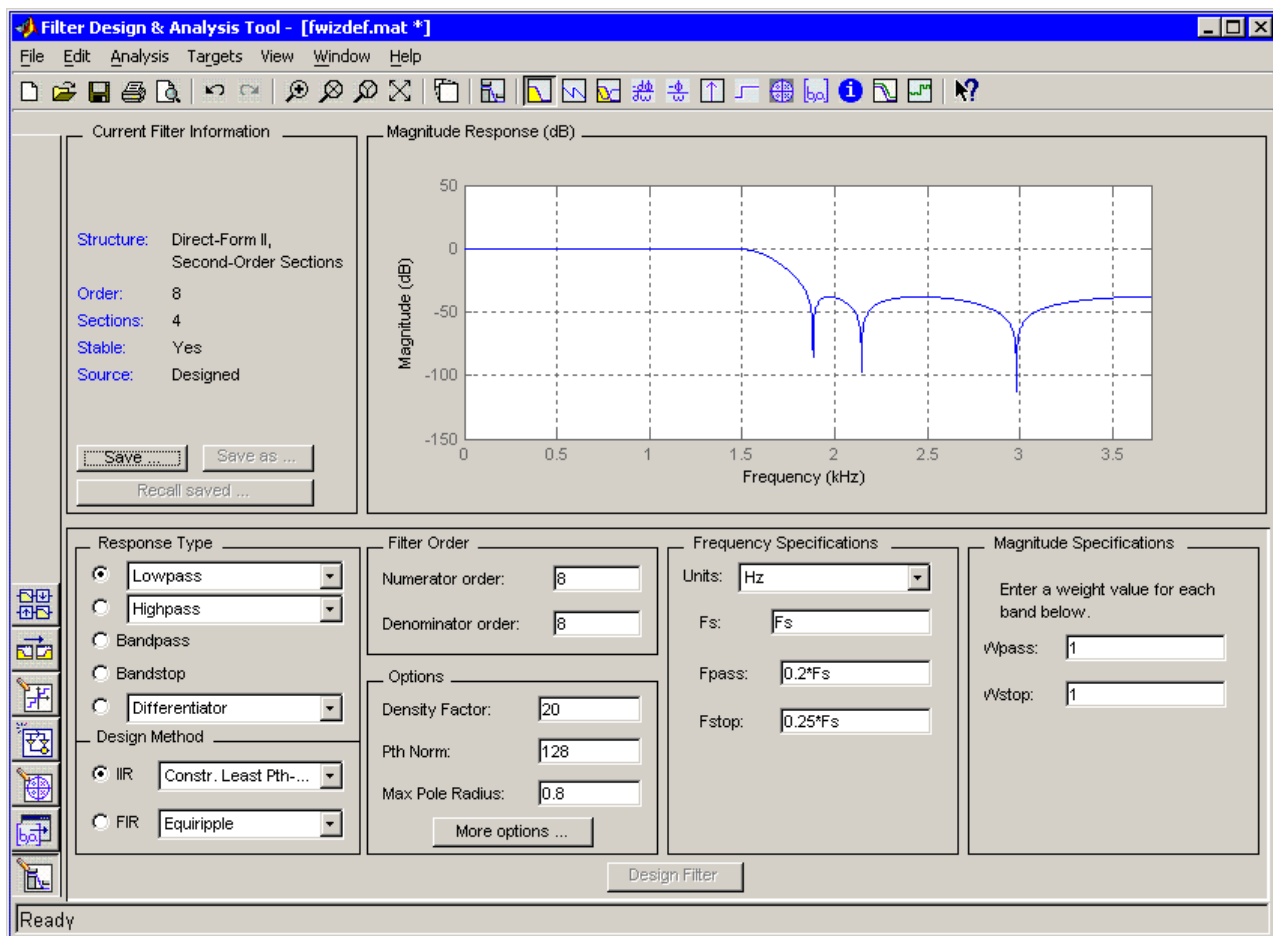 Filter Design & Analysis Tool - [fwizdef.mat *]
File Edit Analysis Targets View Window Help
Current Filter Information
Structure: Direct-Form II,
Second-Order Sections
Order: 8
Sections: 4
Stable: Yes
Source: Designed
Save ... Save as ...
Recall saved ...
Magnitude Response (dB)
50
0
-50
-100
-150
Magnitude (dB)
0 0.5 1 1.5 2 2.5 3 3.5
Frequency (kHz)
Response Type
Lowpass
Highpass
Bandpass
Bandstop
Differentiator
Design Method
IIR Constr. Least Pth-...
FIR Equiripple
Filter Order
Numerator order: 8
Denominator order: 8
Options
Density Factor: 20
Pth Norm: 128
Max Pole Radius: 0.8
More options ...
Frequency Specifications
Units: Hz
Fs: Fs
Fpass: 0.2*Fs
Fstop: 0.25*Fs
Magnitude Specifications
Enter a weight value for each
band below.
Wpass: 1
Wstop: 1
Design Filter
Ready